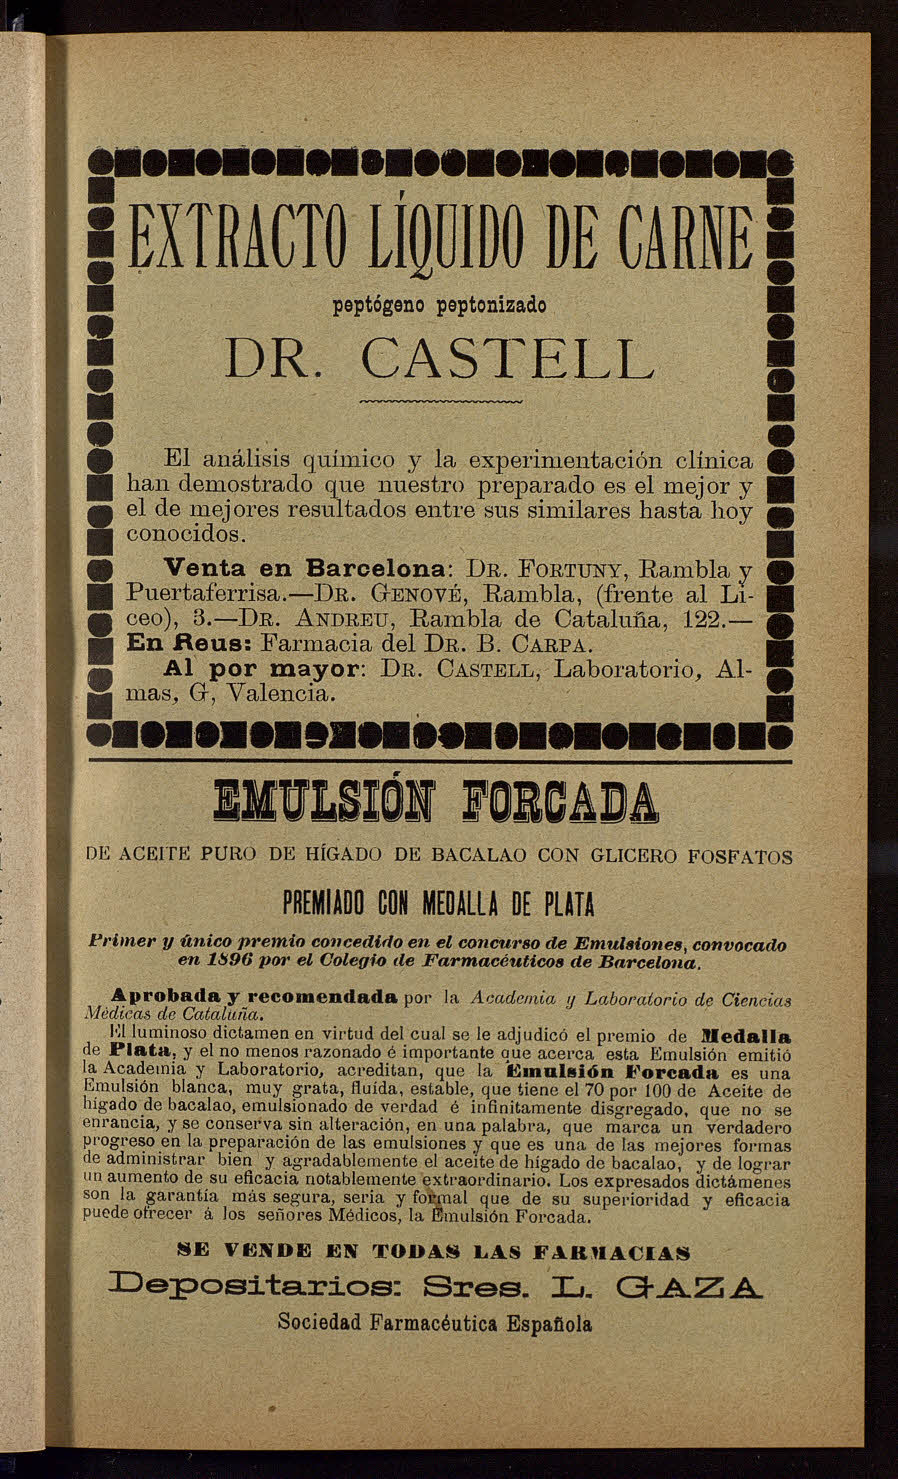 EXTRACTO LÍQUIDO DE CARNE
peptógeno peptonizado
DR. CASTELL
El análisis químico y la experimentación clínica
han demostrado que nuestro preparado es el mejor y
el de mejores resultados entre sus similares hasta hoy
conocidos.
Venta en Barcelona: DR. FORTUNY, Rambla y
Puertaferrisa.—DR. GENOVÉ, Rambla, (frente al Li-
ceo), 3.—DR. ANDREU, Rambla de Cataluña, 122.—
En Reus: Farmacia del DR. B. CARPA.
Al por mayor: DR. CASTELL, Laboratorio, Al-
mas, G, Valencia.
EMULSIÓN FORCADA
DE ACEITE PURO DE HÍGADO DE BACALAO CON GLICERO FOSFATOS
PREMIADO CON MEDALLA DE PLATA
Primer y único premio concedido en el concurso de Emulsiones, convocado
en 1896 por el Colegio de Farmacéuticos de Barcelona.
Aprobada y recomendada por la Academia y Laboratorio de Ciencias
Médicas de Cataluña.
El luminoso dictamen en virtud del cual se le adjudicó el premio de Medalla
de Plata, y el no menos razonado é importante que acerca esta Emulsión emitió
la Academia y Laboratorio, acreditan, que la Emulsión Forcada es una
Emulsión blanca, muy grata, fluída, estable, que tiene el 70 por 100 de Aceite de
hígado de bacalao, emulsionado de verdad é infinitamente disgregado, que no se
enrancia, y se conserva sin alteración, en una palabra, que marca un verdadero
progreso en la preparación de las emulsiones y que es una de las mejores formas
de administrar bien y agradablemente el aceite de hígado de bacalao, y de lograr
un aumento de su eficacia notablemente extraordinario. Los expresados dictámenes
son la garantía más segura, seria y formal que de su superioridad y eficacia
puede ofrecer á los señores Médicos, la Emulsión Forcada.
SE VENDE EN TODAS LAS FARMACIAS
Depositarios: Sres. L. GAZA
Sociedad Farmacéutica Española